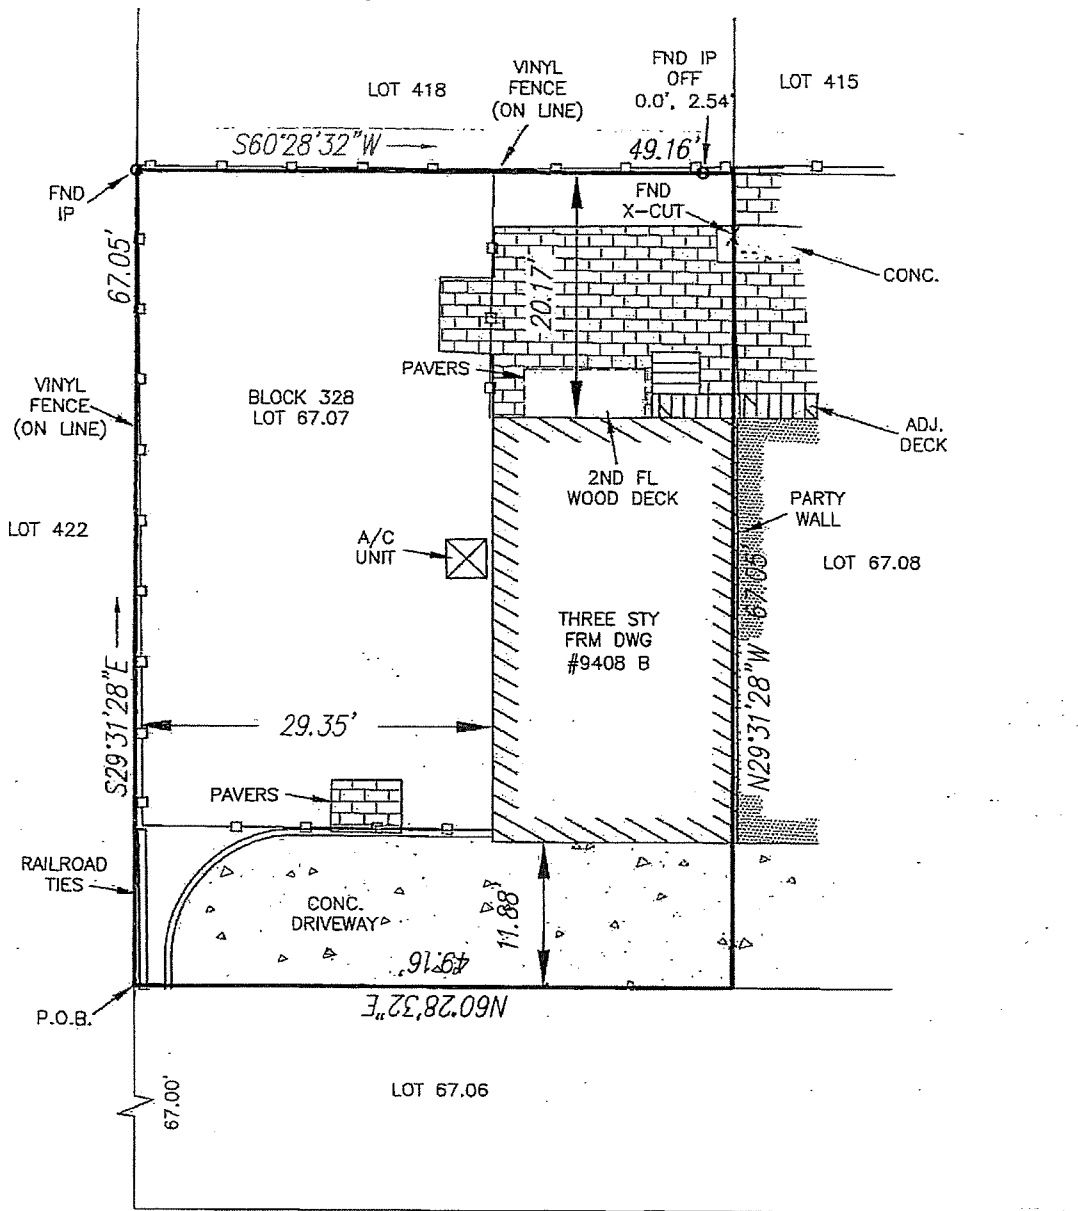 LOT 418
VINYL
FENCE
(ON LINE)
FND IP
OFF
0.0', 2.54'
LOT 415
S60°28'32"W
49.16'
FND
IP
FND
X-CUT
CONC.
67.05'
20.17'
VINYL
FENCE
(ON LINE)
BLOCK 328
LOT 67.07
PAVERS
ADJ.
DECK
2ND FL
WOOD DECK
PARTY
WALL
LOT 422
A/C
UNIT
LOT 67.08
THREE STY
FRM DWG
#9408 B
S29°31'28"E
29.35'
N29°31'28"W 67.05'
PAVERS
RAILROAD
TIES
CONC.
DRIVEWAY
11.88'
49.16'
N60°28'32"E
P.O.B.
67.00'
LOT 67.06